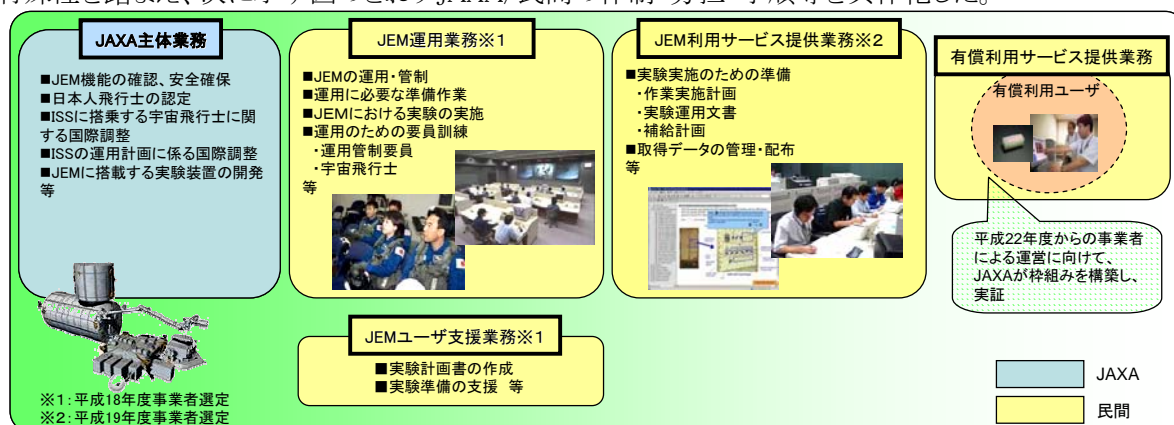 JAXA主体業務
■JEM機能の確認、安全確保
■日本人飛行士の認定
■ISSに搭乗する宇宙飛行士に関
する国際調整
■ISSの運用計画に係る国際調整
■JEMに搭載する実験装置の開発
等
JEM運用業務※1
■JEMの運用・管制
■運用に必要な準備作業
■JEMにおける実験の実施
■運用のための要員訓練
・運用管制要員
・宇宙飛行士
等
JEM利用サービス提供業務※2
■実験実施のための準備
・作業実施計画
・実験運用文書
・補給計画
■取得データの管理・配布
等
有償利用サービス提供業務
有償利用ユーザ
平成22年度からの事業者
による運営に向けて、
JAXAが枠組みを構築し、
実証
JEMユーザ支援業務※1
■実験計画書の作成
■実験準備の支援 等
※1:平成18年度事業者選定
※2:平成19年度事業者選定
JAXA
民間